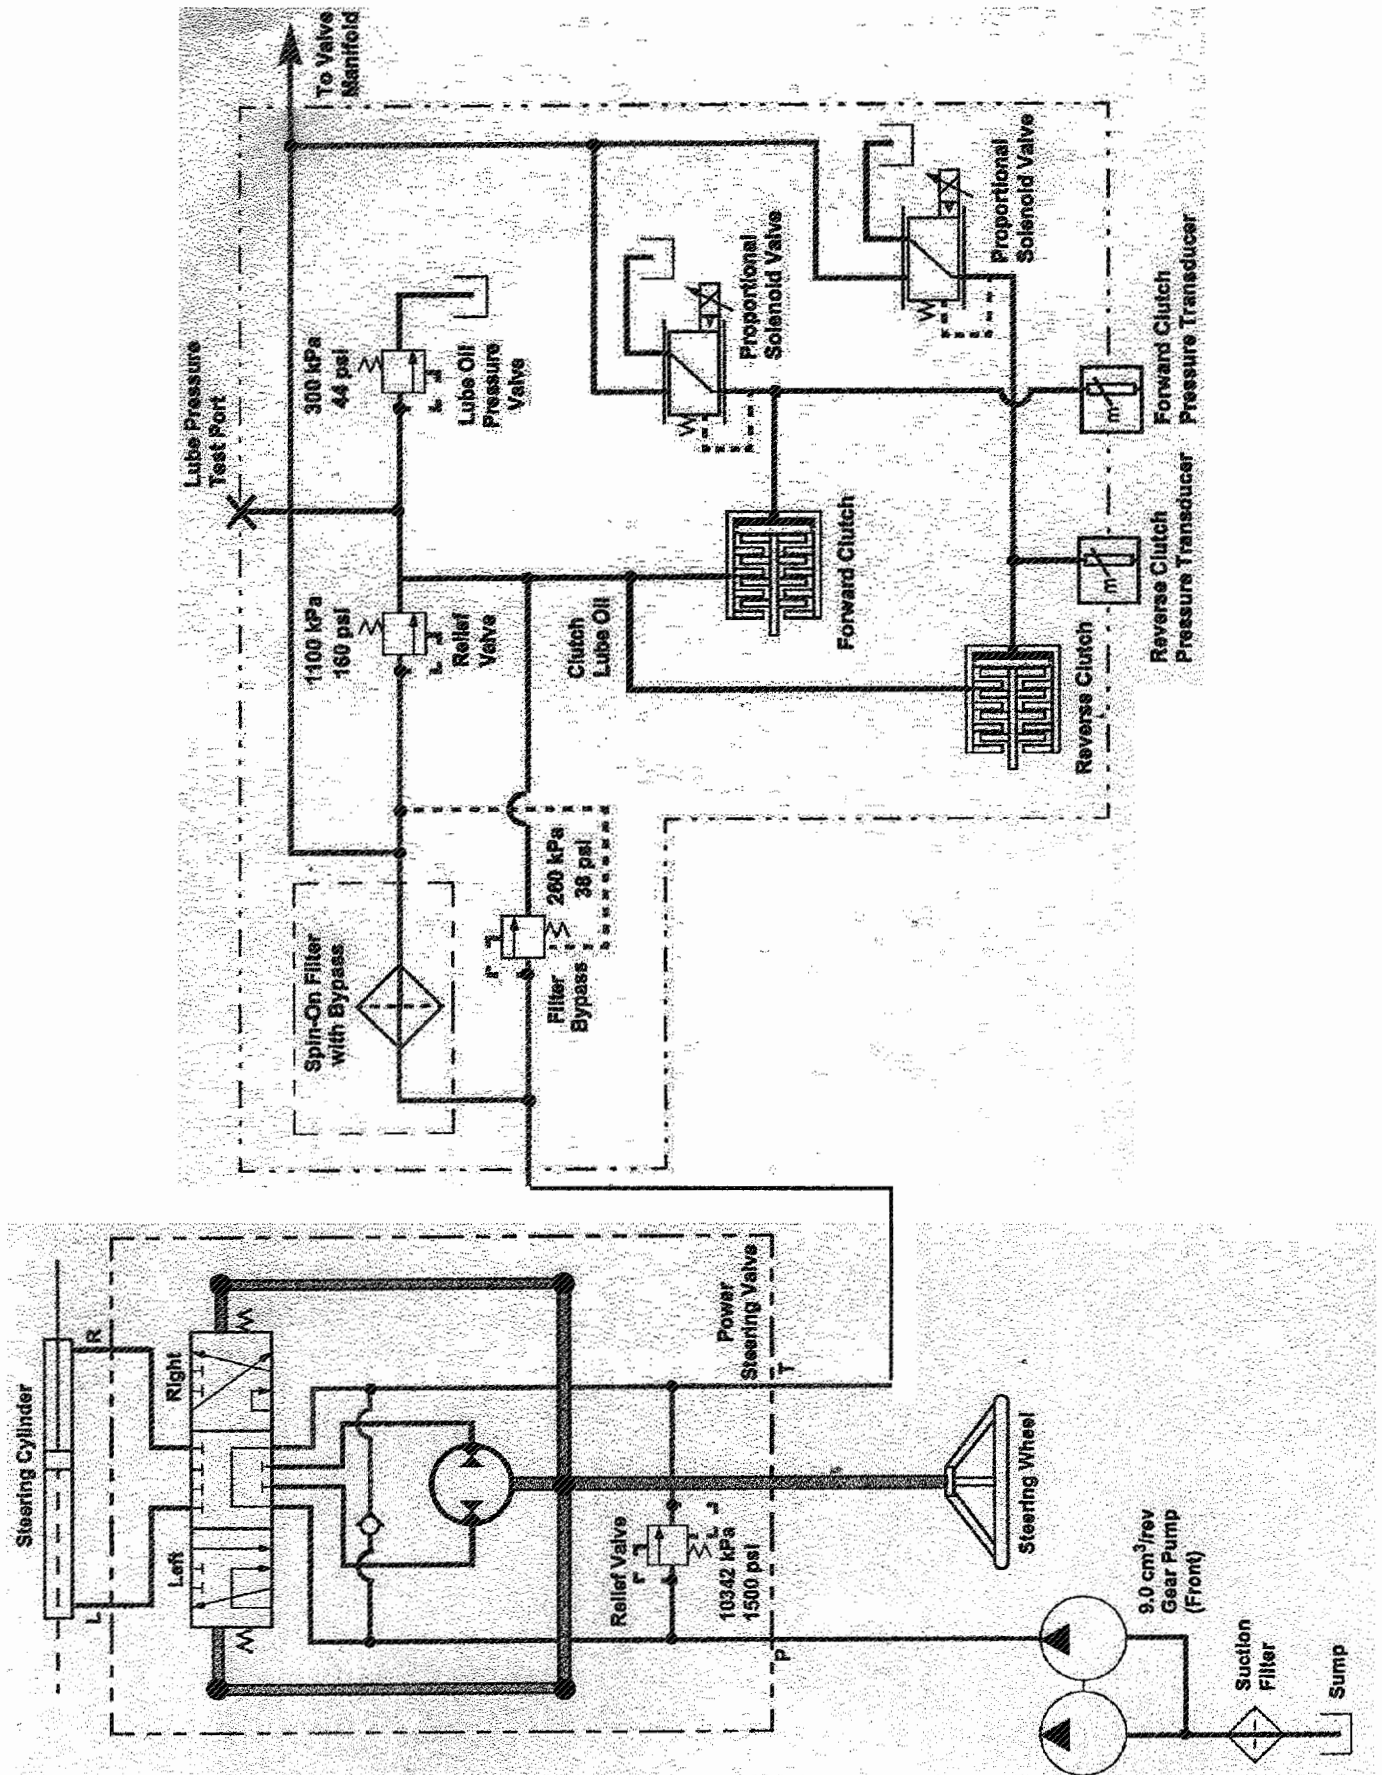 To Valve
Manifold
Lube Pressure
Test Port
300 kPa
44 psi
Lube Oil
Pressure
Valve
Proportional
Solenoid Valve
Proportional
Solenoid Valve
1100 kPa
160 psi
Relief
Valve
Clutch
Lube Oil
Forward Clutch
Reverse Clutch
m
Forward Clutch
Pressure Transducer
m
Reverse Clutch
Pressure Transducer
Spin-On Filter
with Bypass
260 kPa
38 psi
Filter
Bypass
Steering Cylinder
R
L
Right
Left
Power
Steering Valve
T
P
Relief Valve
10342 kPa
1500 psi
Steering Wheel
9.0 cm³/rev
Gear Pump
(Front)
Suction
Filter
Sump